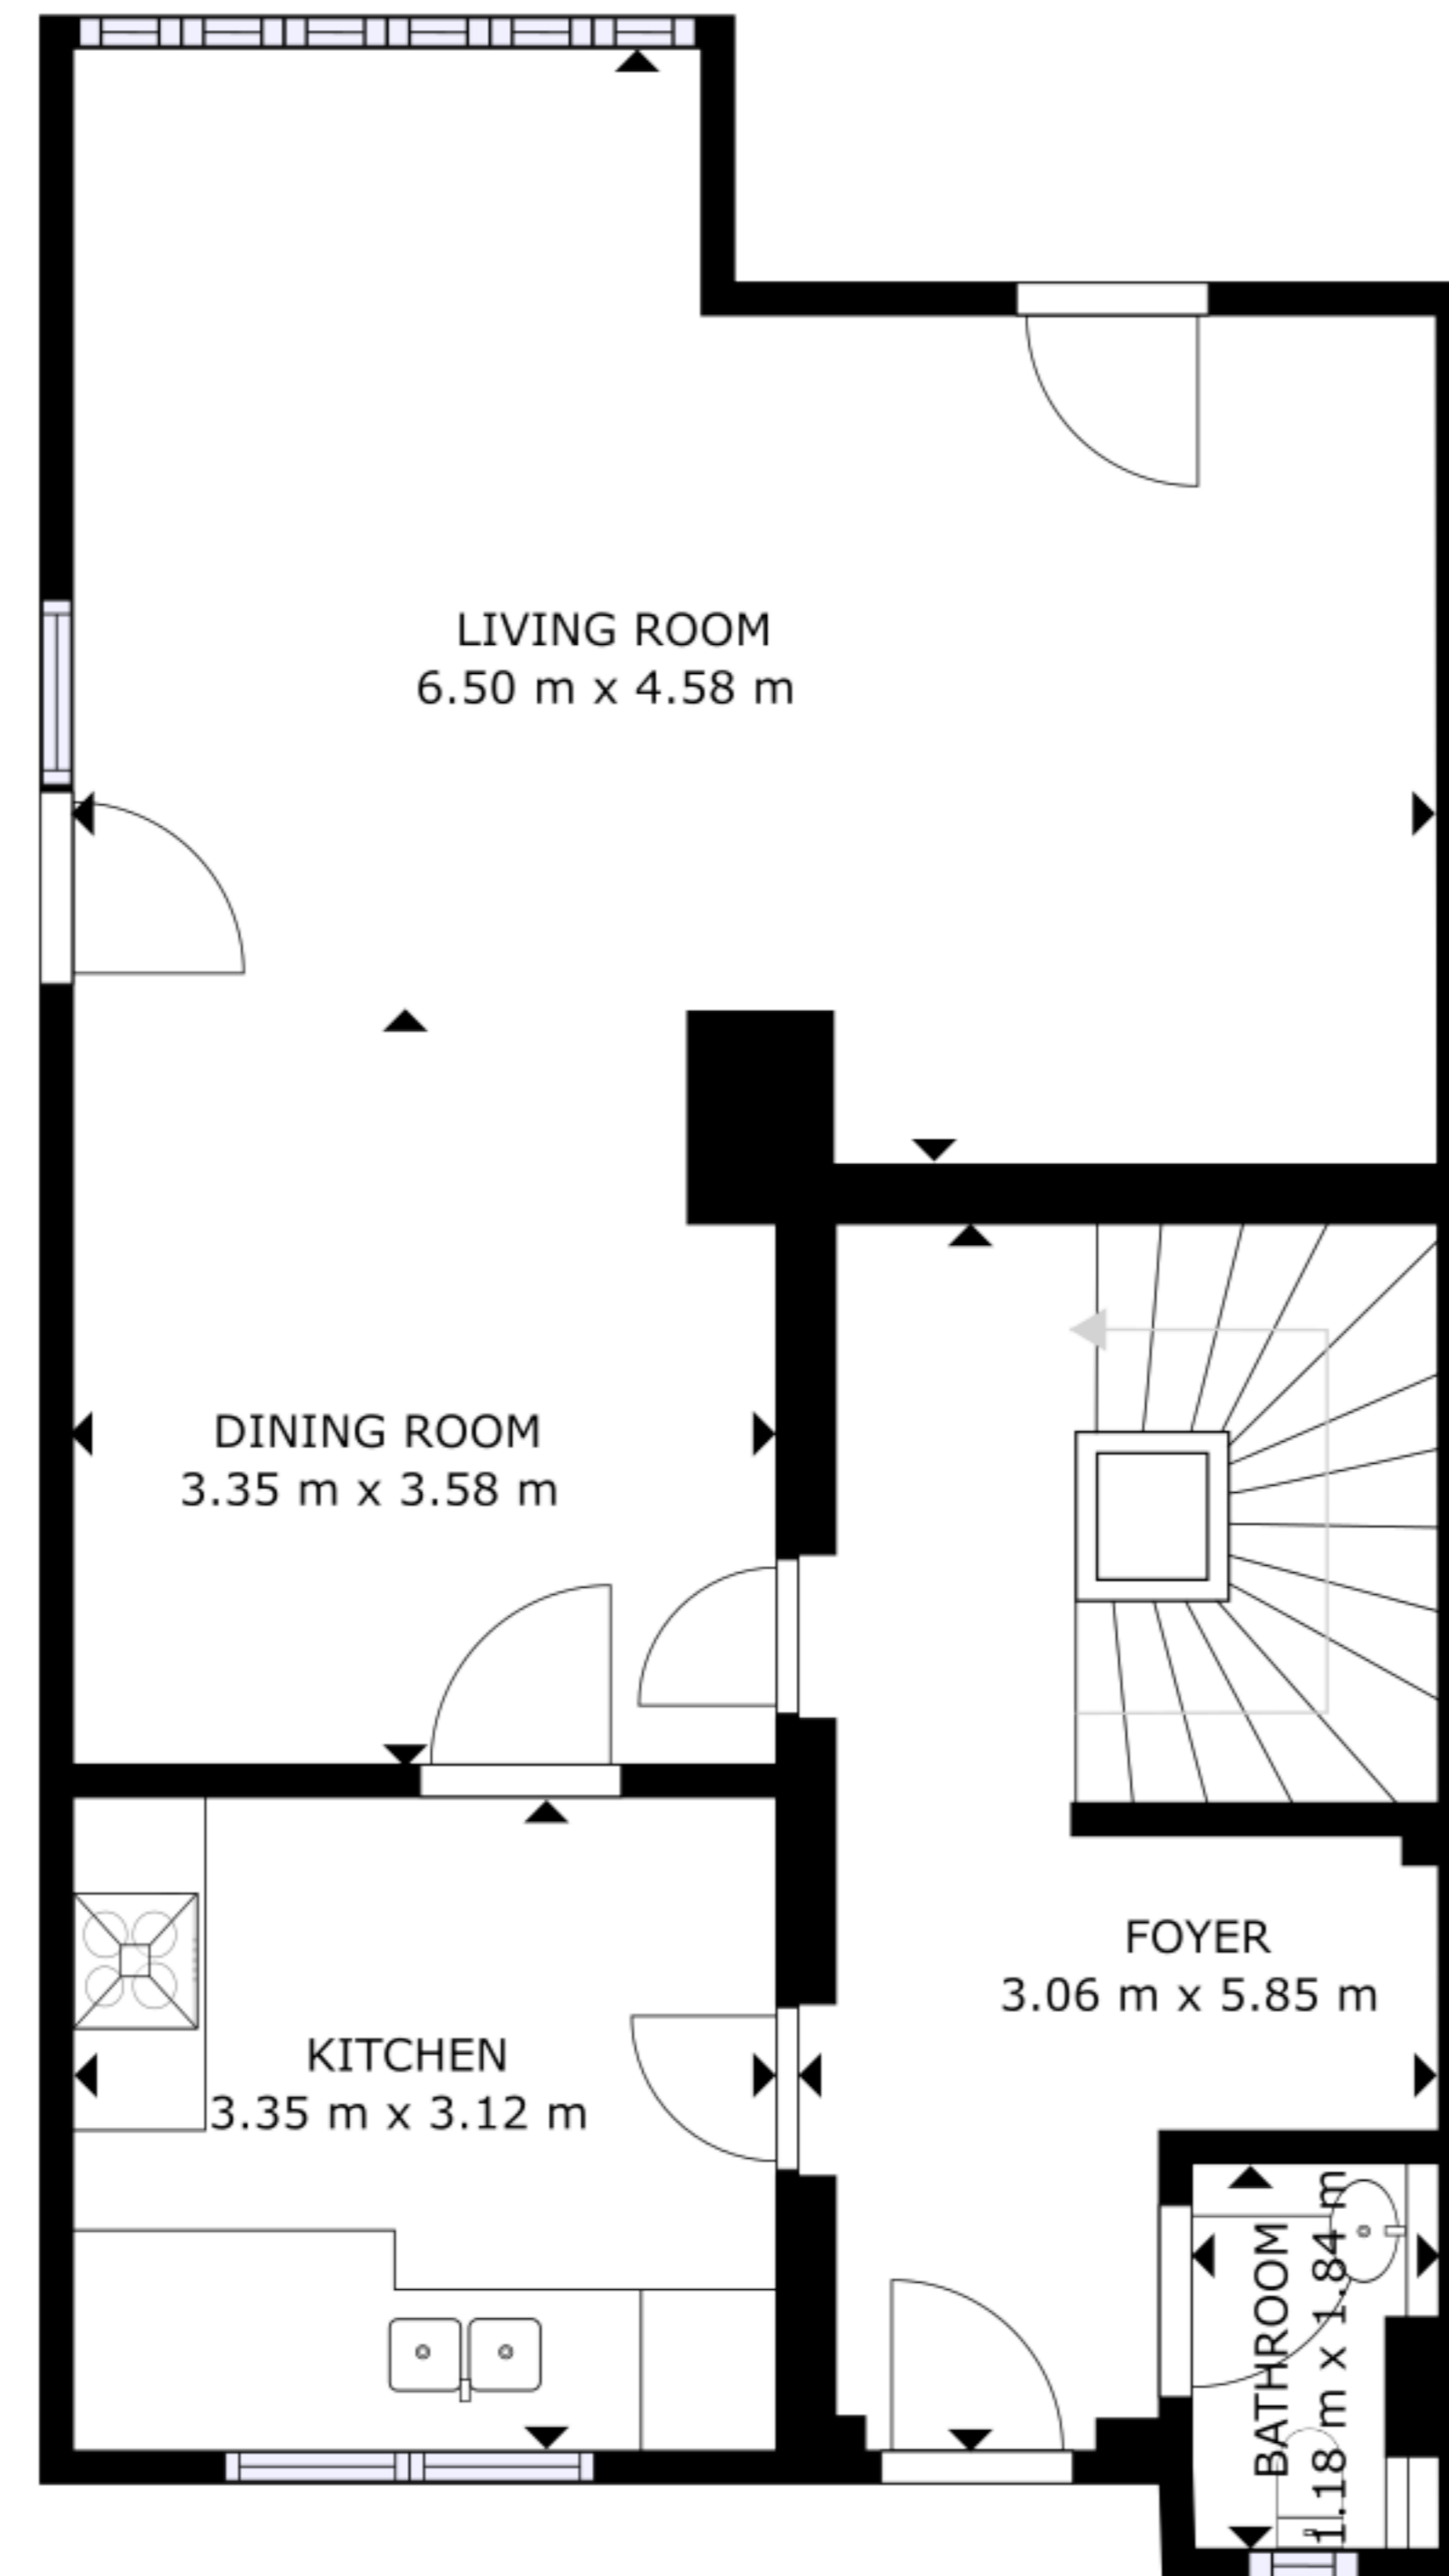 LIVING ROOM
6.50 m x 4.58 m
DINING ROOM
3.35 m x 3.58 m
FOYER
3.06 m x 5.85 m
KITCHEN
3.35 m x 3.12 m
BATHROOM
1.18 m x 1.84 m